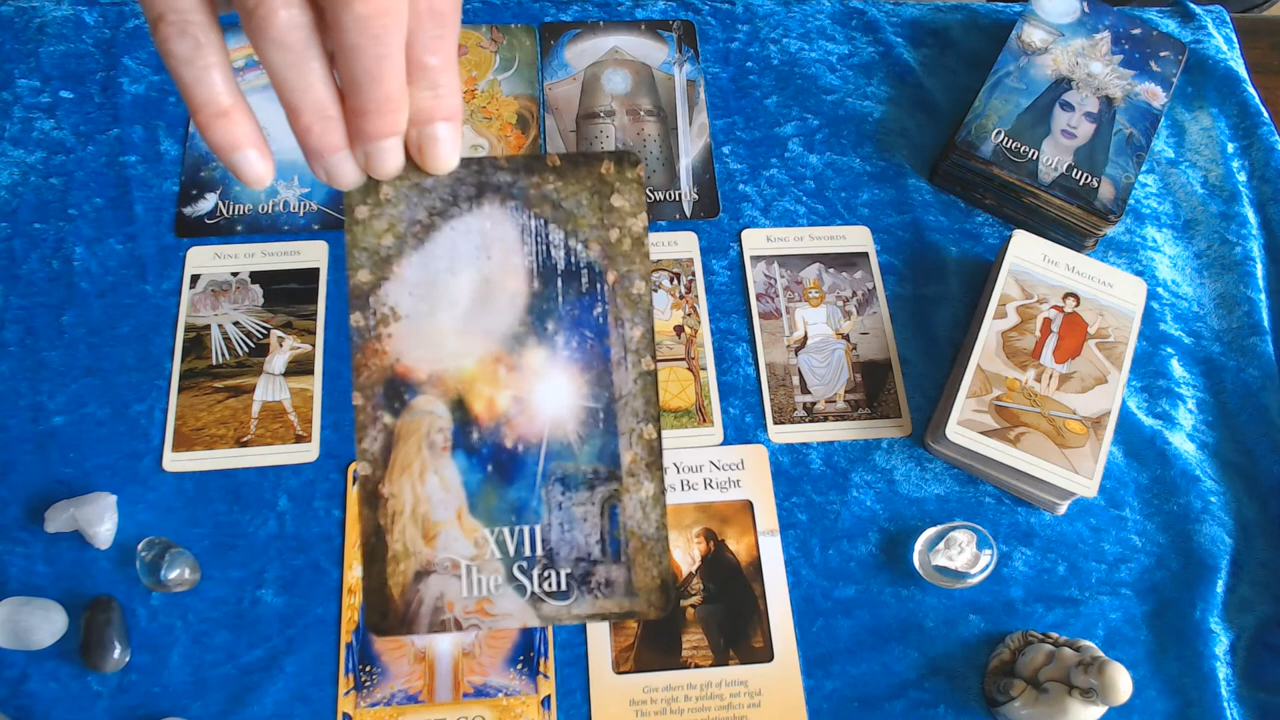 Nine of Cups
Swords
Queen of Cups
NINE OF SWORDS
KING OF SWORDS
THE MAGICIAN
XVII
The Star
Your Need
Be Right
Give others the gift of letting
them be right. Be yielding, not rigid.
This will help resolve conflicts and
relationships.